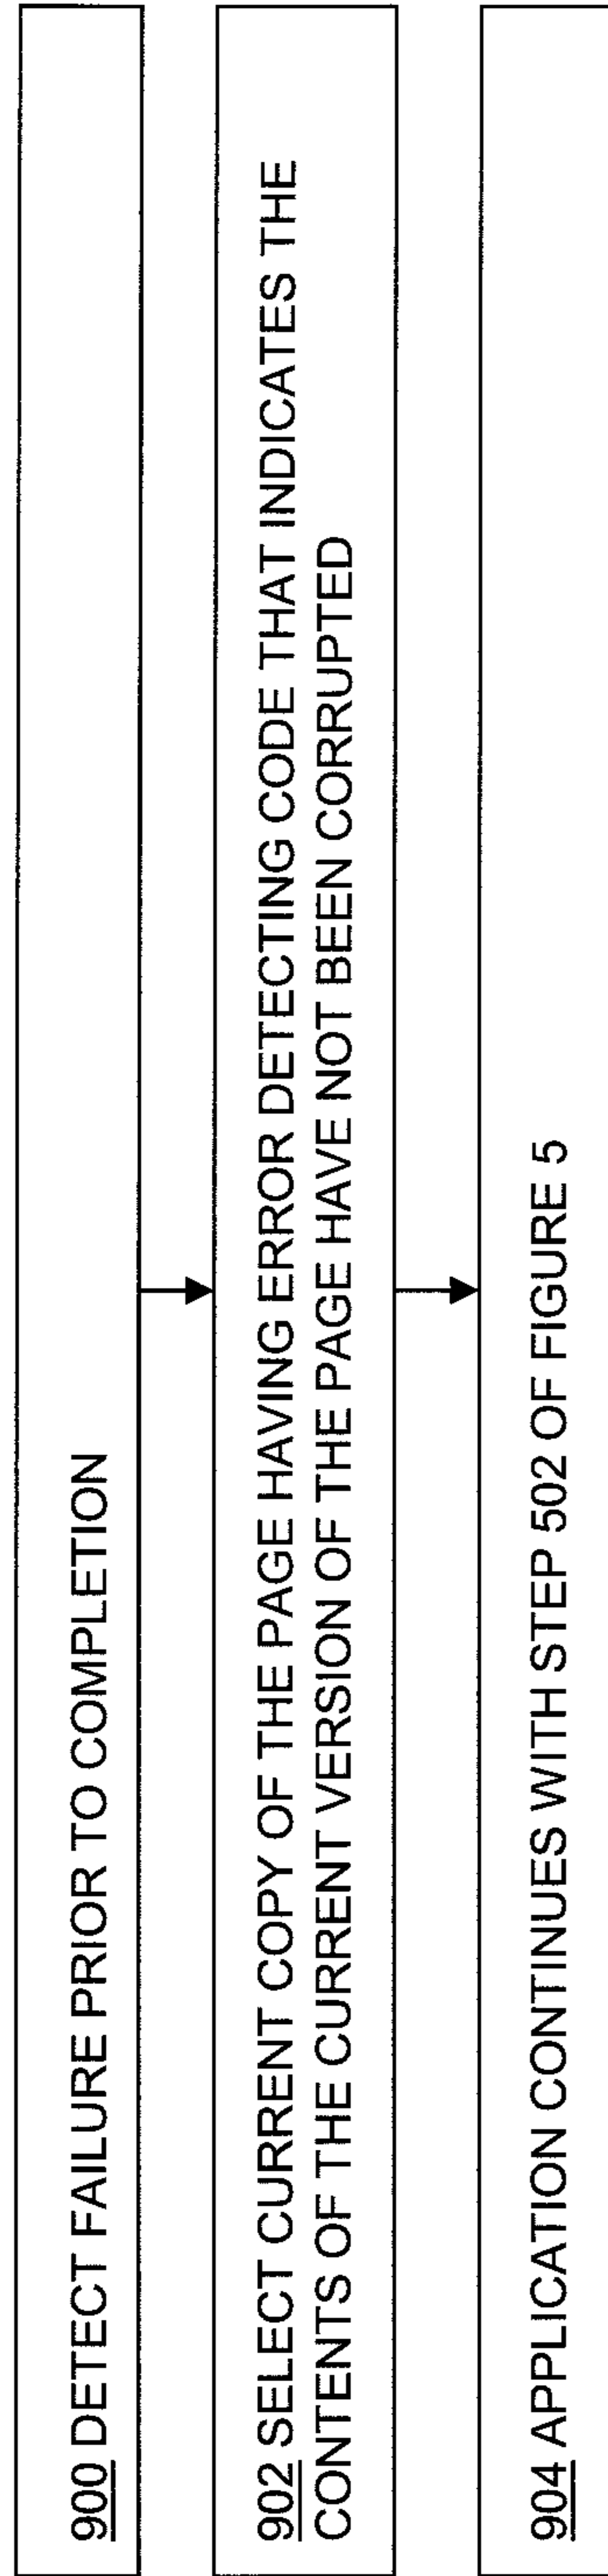 900 DETECT FAILURE PRIOR TO COMPLETION
902 SELECT CURRENT COPY OF THE PAGE HAVING ERROR DETECTING CODE THAT INDICATES THE
CONTENTS OF THE CURRENT VERSION OF THE PAGE HAVE NOT BEEN CORRUPTED
904 APPLICATION CONTINUES WITH STEP 502 OF FIGURE 5